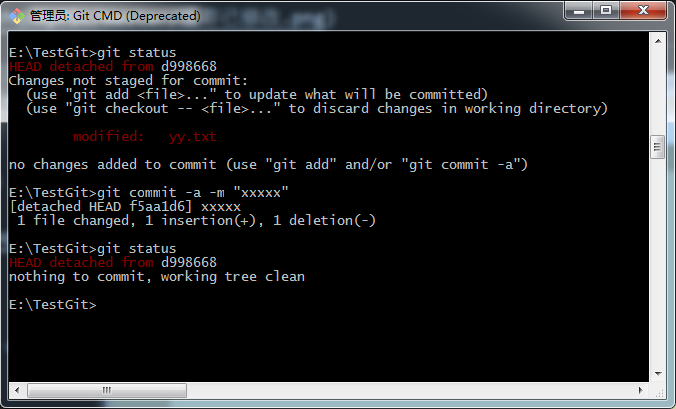 管理员: Git CMD (Deprecated)
E:\TestGit>git status
HEAD detached from d998668
Changes not staged for commit:
  (use "git add <file>..." to update what will be committed)
  (use "git checkout -- <file>..." to discard changes in working directory)
        modified:   yy.txt
no changes added to commit (use "git add" and/or "git commit -a")
E:\TestGit>git commit -a -m "xxxxx"
[detached HEAD f5aa1d6] xxxxx
 1 file changed, 1 insertion(+), 1 deletion(-)
E:\TestGit>git status
HEAD detached from d998668
nothing to commit, working tree clean
E:\TestGit>